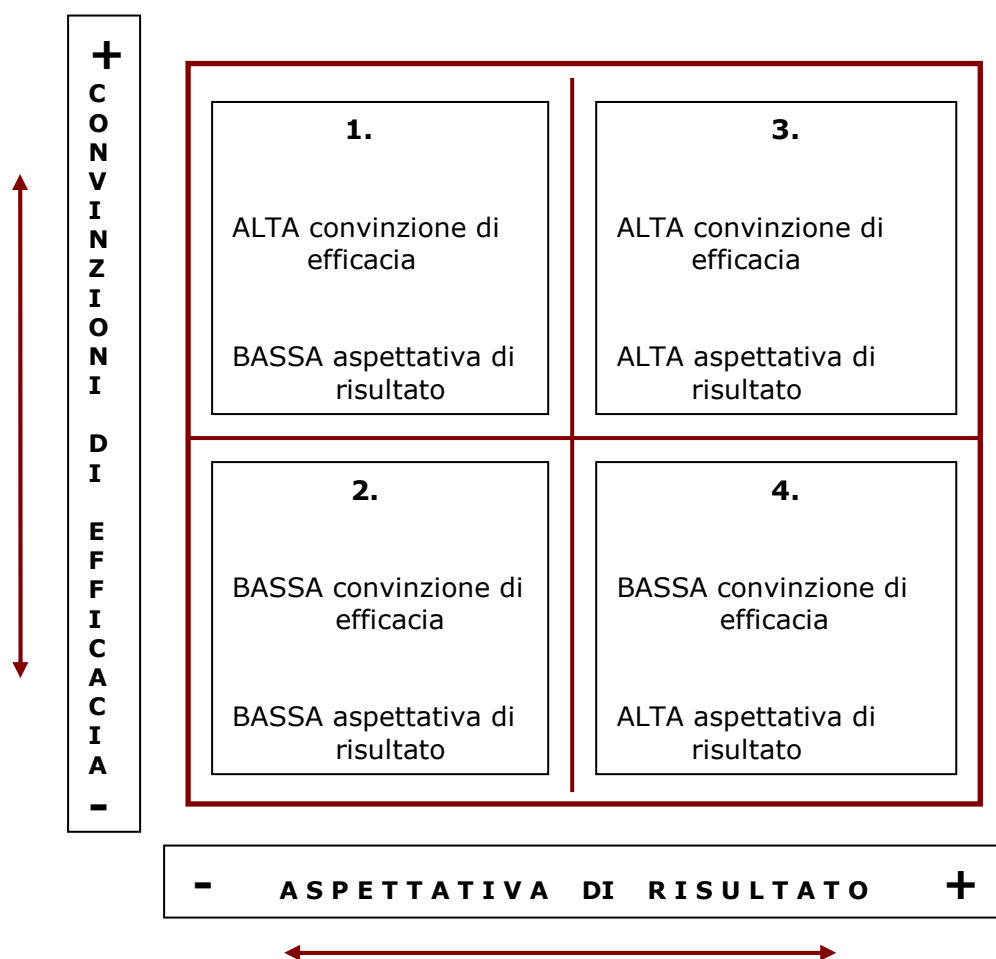 +
CONVINZIONI DI EFFICACIA
-
1.
ALTA convinzione di
efficacia
BASSA aspettativa di
risultato
3.
ALTA convinzione di
efficacia
ALTA aspettativa di
risultato
2.
BASSA convinzione di
efficacia
BASSA aspettativa di
risultato
4.
BASSA convinzione di
efficacia
ALTA aspettativa di
risultato
- ASPETTATIVA DI RISULTATO +